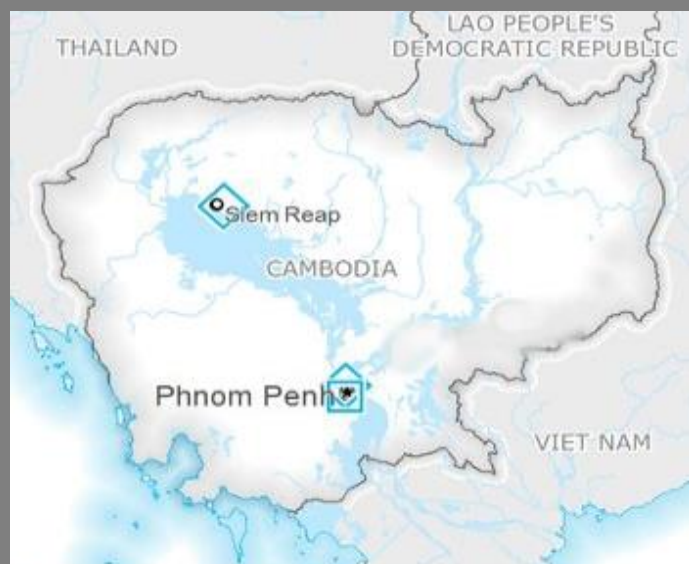 LAO PEOPLE'S
THAILAND
DEMOCRATIC REPUBLIC
Siem Reap
CAMBODIA
Phnom Penh
VIET NAM